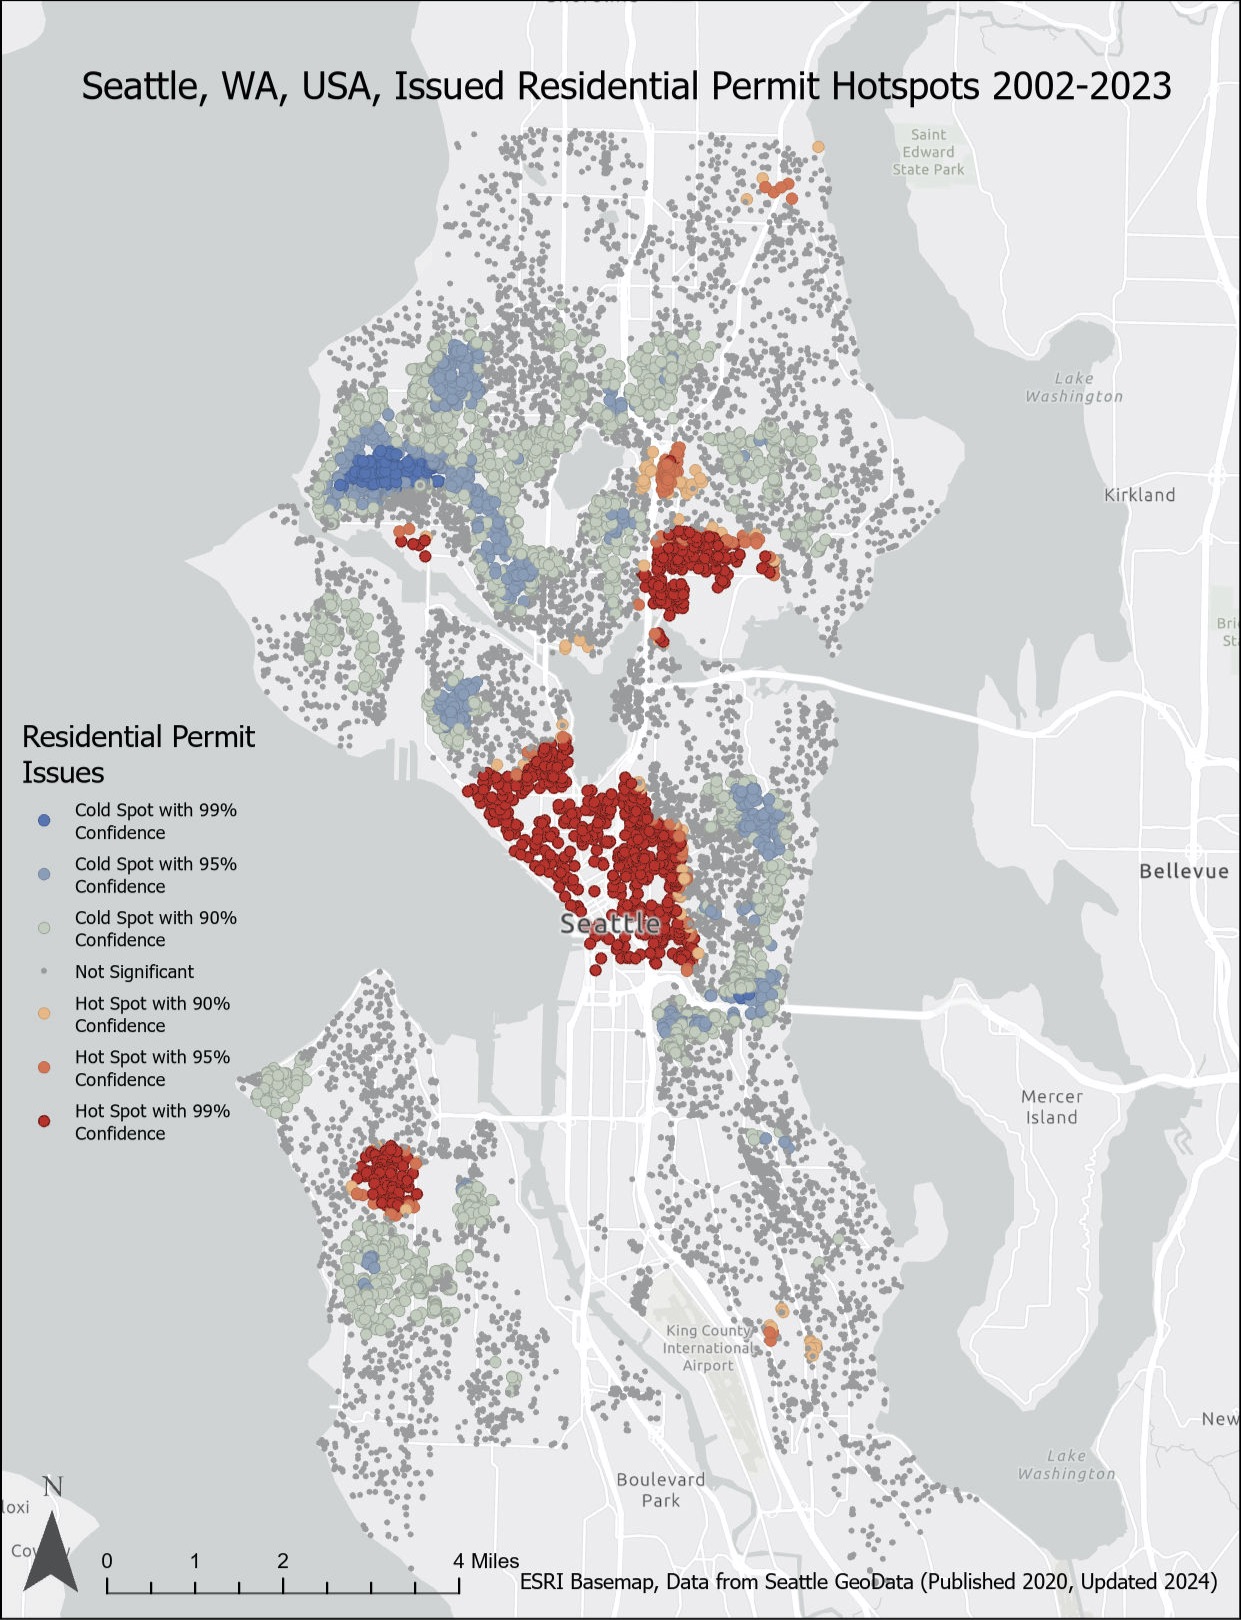 Seattle, WA, USA, Issued Residential Permit Hotspots 2002-2023
Saint
Edward
State Park
Lake
Washington
Kirkland
Residential Permit
Issues
Cold Spot with 99%
Confidence
Cold Spot with 95%
Confidence
Cold Spot with 90%
Confidence
Not Significant
Hot Spot with 90%
Confidence
Hot Spot with 95%
Confidence
Hot Spot with 99%
Confidence
Bellevue
Seattle
Mercer
Island
King County
International
Airport
New
Lake
Washington
Boulevard
Park
N
loxi
0 1 2 4 Miles
ESRI Basemap, Data from Seattle GeoData (Published 2020, Updated 2024)